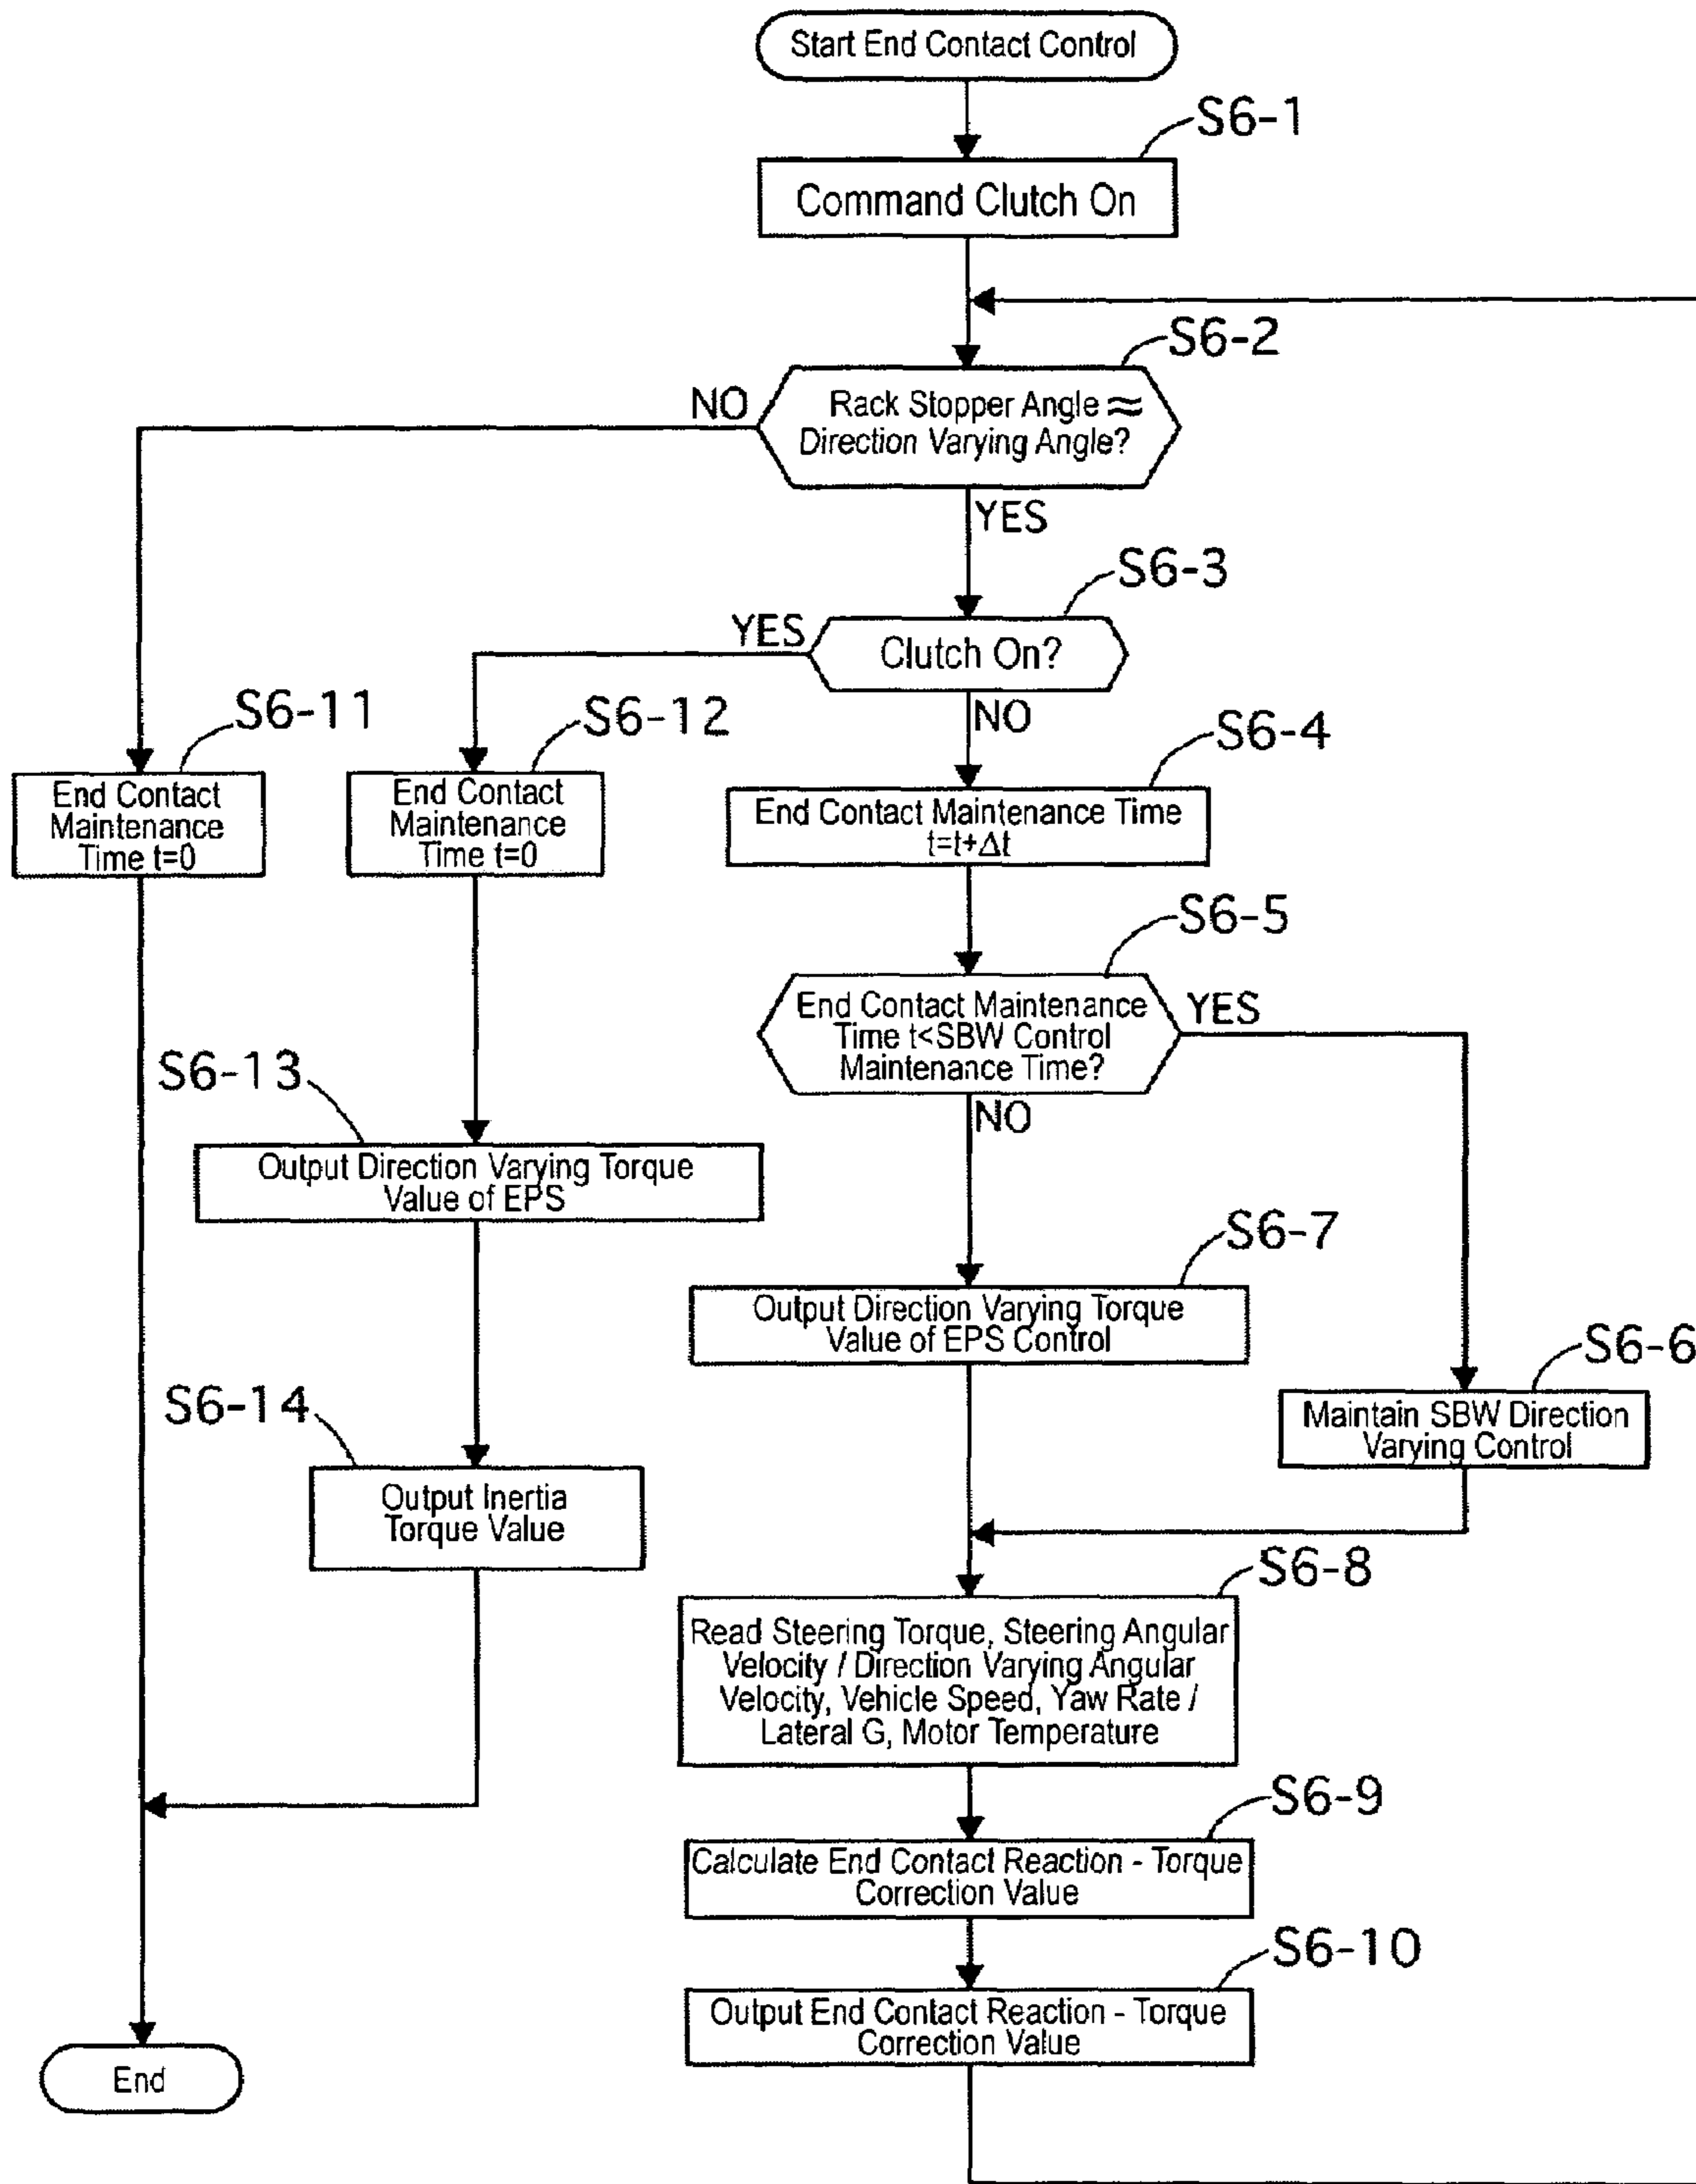 Start End Contact Control
S6-1
Command Clutch On
S6-2
Rack Stopper Angle ≈
Direction Varying Angle?
NO
YES
S6-3
Clutch On?
YES
NO
S6-11
End Contact
Maintenance
Time t=0
S6-12
End Contact
Maintenance
Time t=0
S6-4
End Contact Maintenance Time
t=t+Δt
S6-5
End Contact Maintenance
Time t<SBW Control
Maintenance Time?
YES
NO
S6-13
Output Direction Varying Torque
Value of EPS
S6-7
Output Direction Varying Torque
Value of EPS Control
S6-6
Maintain SBW Direction
Varying Control
S6-14
Output Inertia
Torque Value
S6-8
Read Steering Torque, Steering Angular
Velocity / Direction Varying Angular
Velocity, Vehicle Speed, Yaw Rate /
Lateral G, Motor Temperature
S6-9
Calculate End Contact Reaction - Torque
Correction Value
S6-10
Output End Contact Reaction - Torque
Correction Value
End